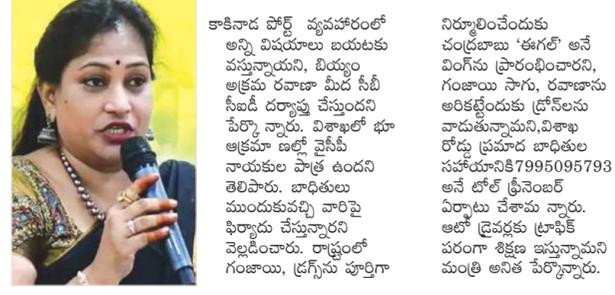 కాకినాడ పోర్ట్ వ్యవహారంలో
అన్ని విషయాలు బయటకు
వస్తున్నాయని, బియ్యం
అక్రమ రవాణా మీద సీబీ
సీఐడీ దర్యాప్తు చేస్తుందని
పేర్కొ న్నారు. విశాఖలో భూ
ఆక్రమా ణల్లో వైసీపీ
నాయకుల పాత్ర ఉందని
తెలిపారు. బాధితులు
ముందుకువచ్చి వారిపై
ఫిర్యాదు చేస్తున్నారని
వెల్లడించారు. రాష్ట్రంలో
గంజాయి, డ్రగ్స్‌ను పూర్తిగా
నిర్మూలించేందుకు
చంద్రబాబు ‘ఈగల్’ అనే
వింగ్‌ను ప్రారంభించారని,
గంజాయి సాగు, రవాణాను
అరికట్టేందుకు డ్రోన్‌లను
వాడుతున్నామని,విశాఖ
రోడ్డు ప్రమాద బాధితుల
సహాయానికి7995095793
అనే టోల్ ఫ్రీనెంబర్
ఏర్పాటు చేశామ న్నారు.
ఆటో డ్రైవర్లకు ట్రాఫిక్
పరంగా శిక్షణ ఇస్తున్నామని
మంత్రి అనిత పేర్కొన్నారు.